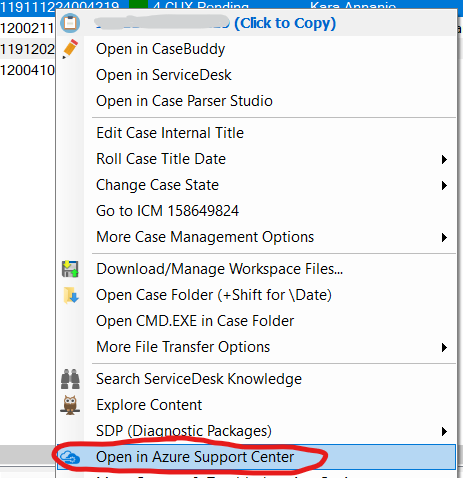 119111224004219 4 CUX Pending Kara Annanio
(Click to Copy)
1200211
Open in CaseBuddy
Open in ServiceDesk
1191202
Open in Case Parser Studio
1200410
Edit Case Internal Title
Roll Case Title Date
Change Case State
Go to ICM 158649824
More Case Management Options
Download/Manage Workspace Files...
Open Case Folder (+Shift for \Date)
Open CMD.EXE in Case Folder
More File Transfer Options
Search ServiceDesk Knowledge
Explore Content
SDP (Diagnostic Packages)
Open in Azure Support Center